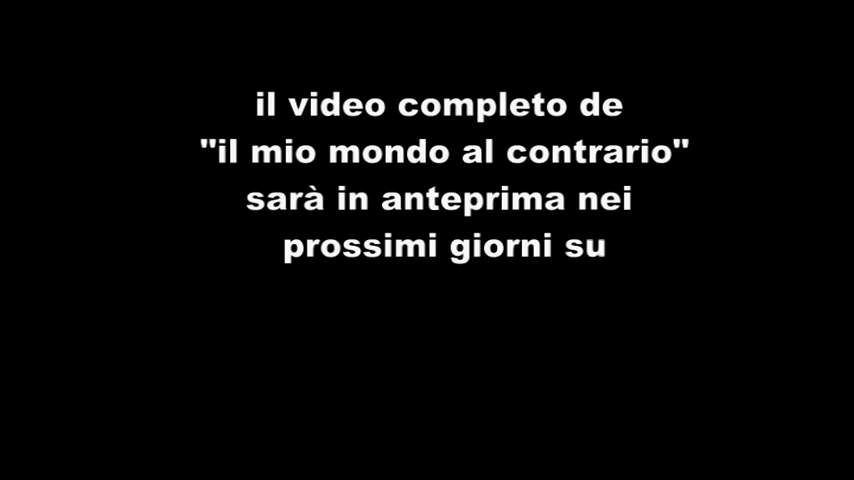 il video completo de
"il mio mondo al contrario"
sarà in anteprima nei
prossimi giorni su